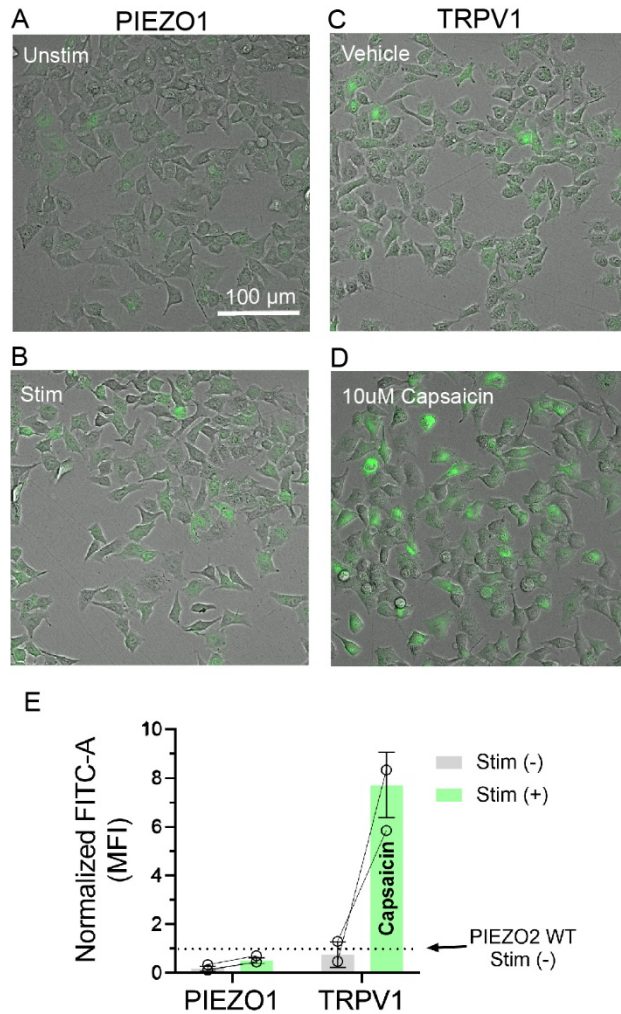 A
PIEZO1
C
TRPV1
Unstim
Vehicle
100 µm
B
D
Stim
10uM Capsaicin
E
Normalized FITC-A
(MFI)
10
8
6
4
2
0
Capsaicin
Stim (-)
Stim (+)
PIEZO2 WT
Stim (-)
PIEZO1
TRPV1